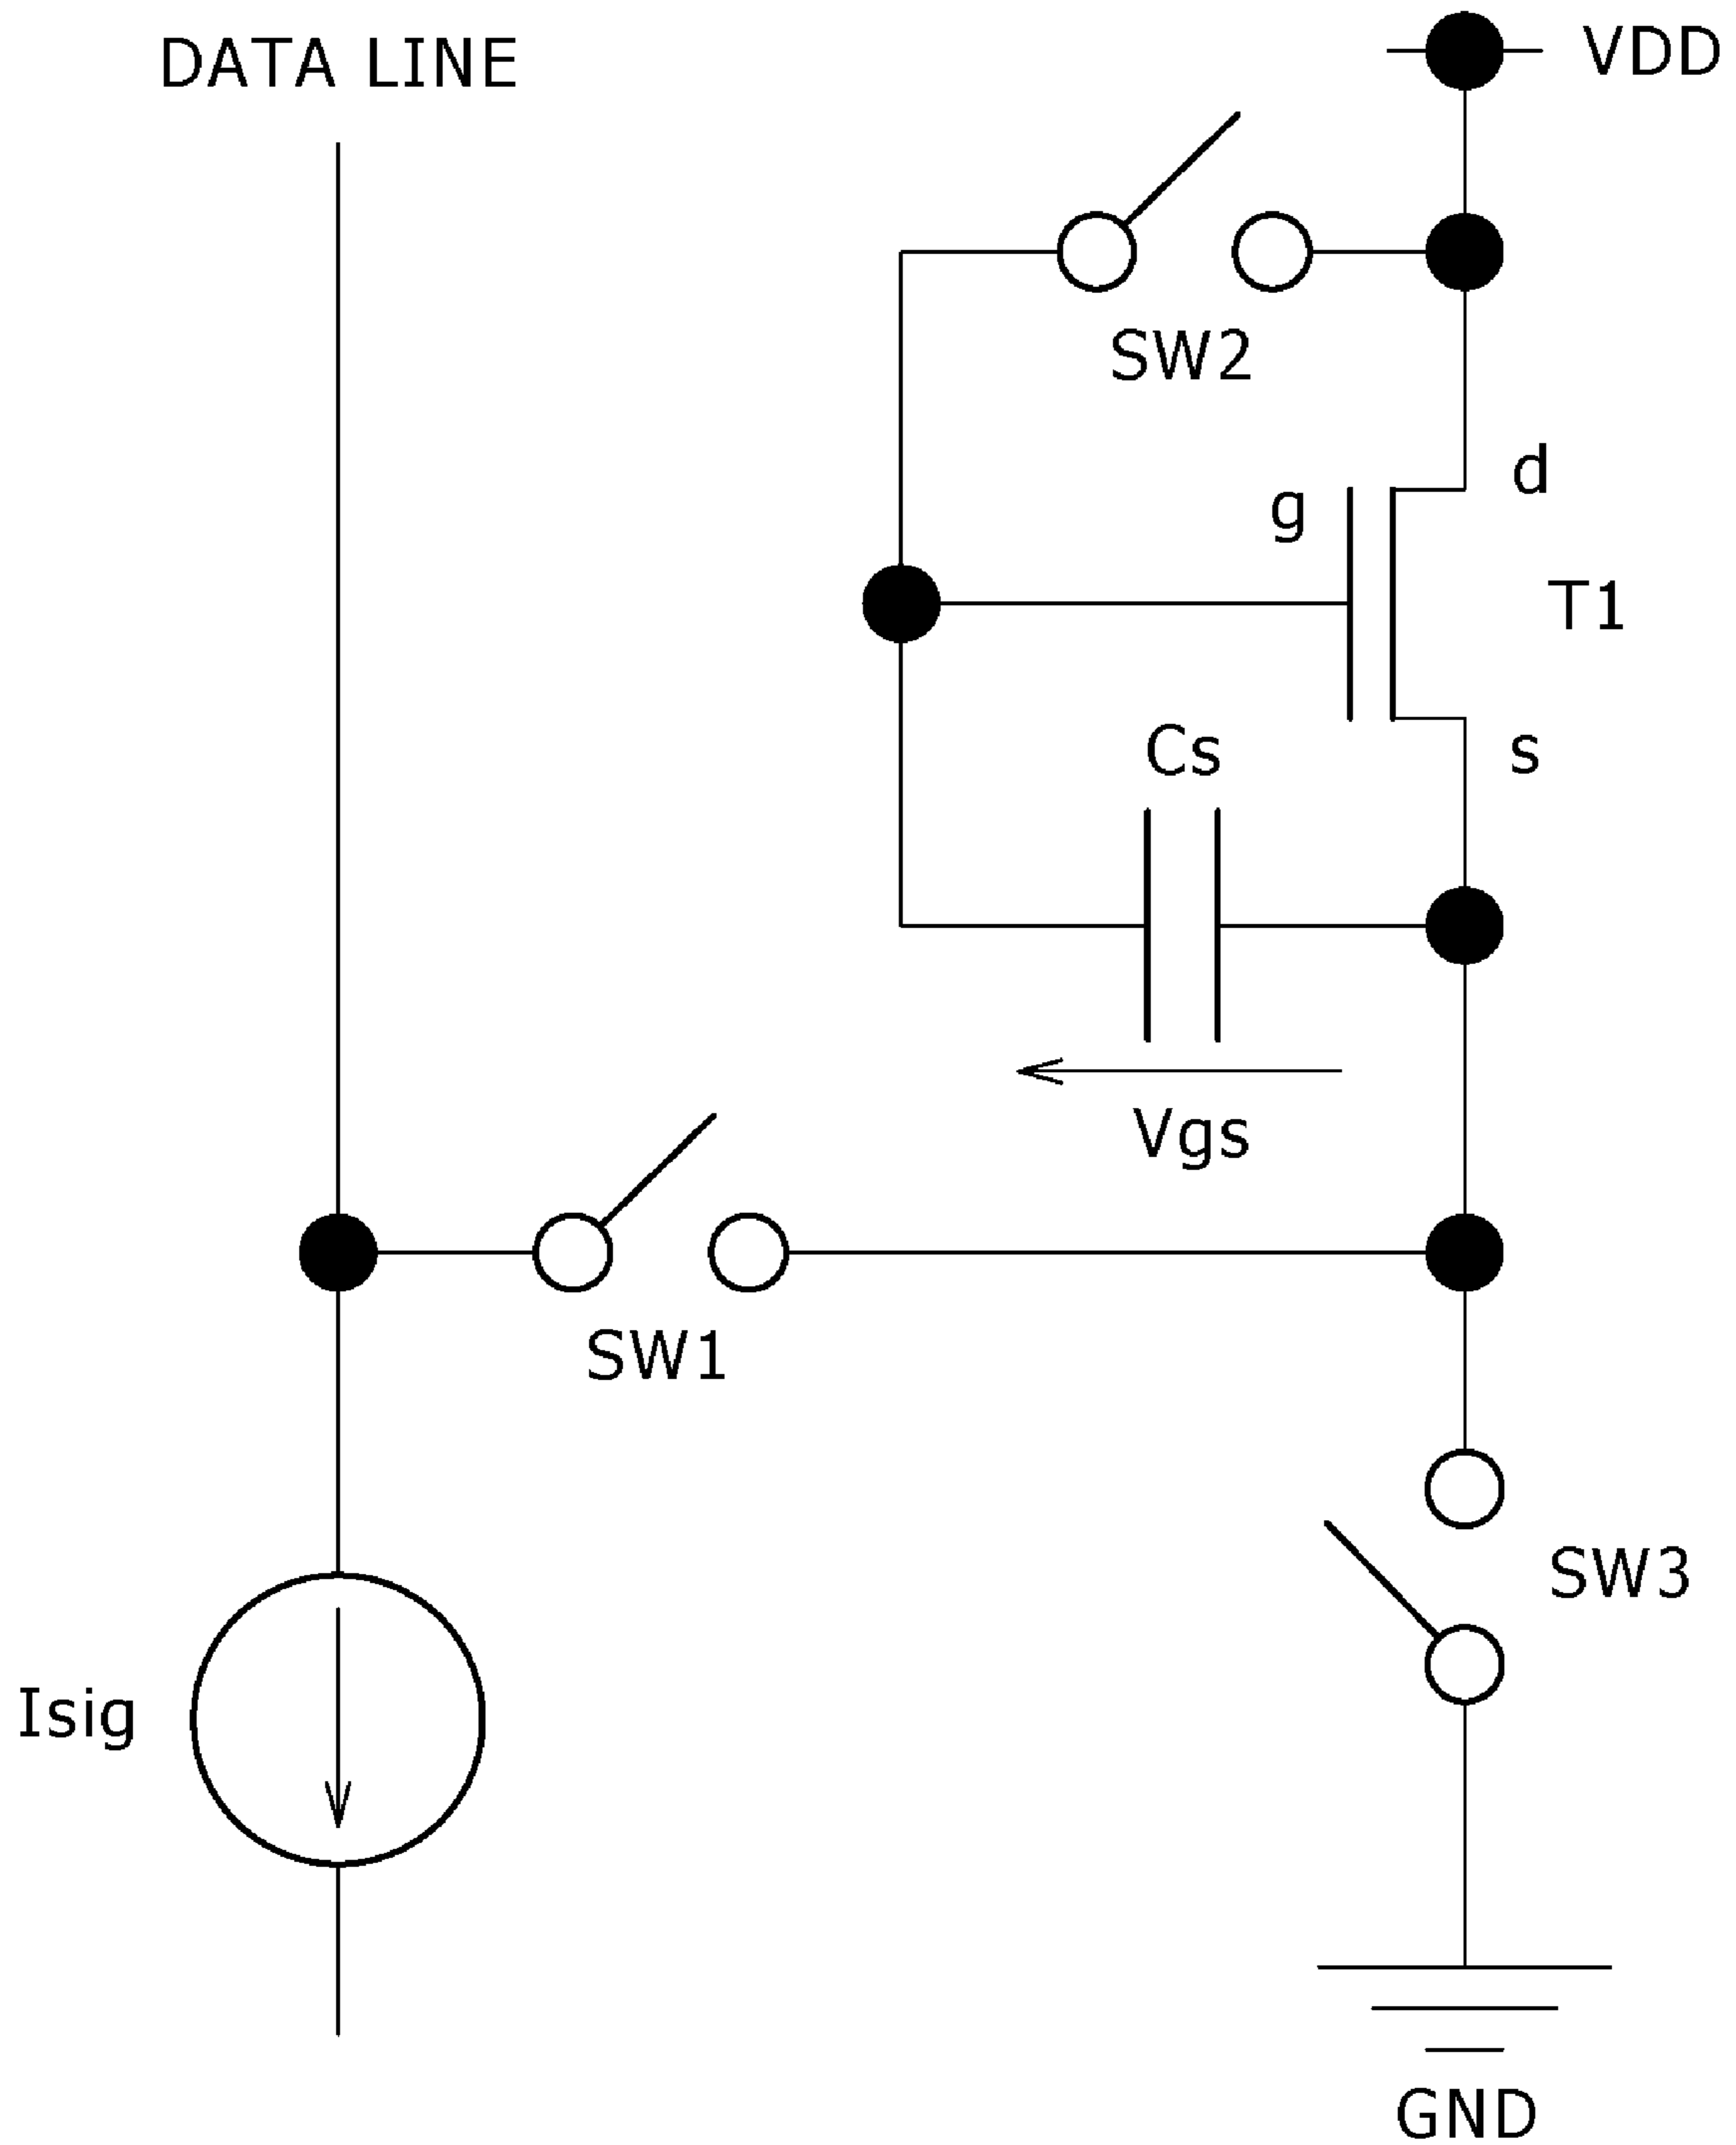 DATA LINE
VDD
SW2
d
g
T1
Cs
s
Vgs
SW1
SW3
Isig
GND